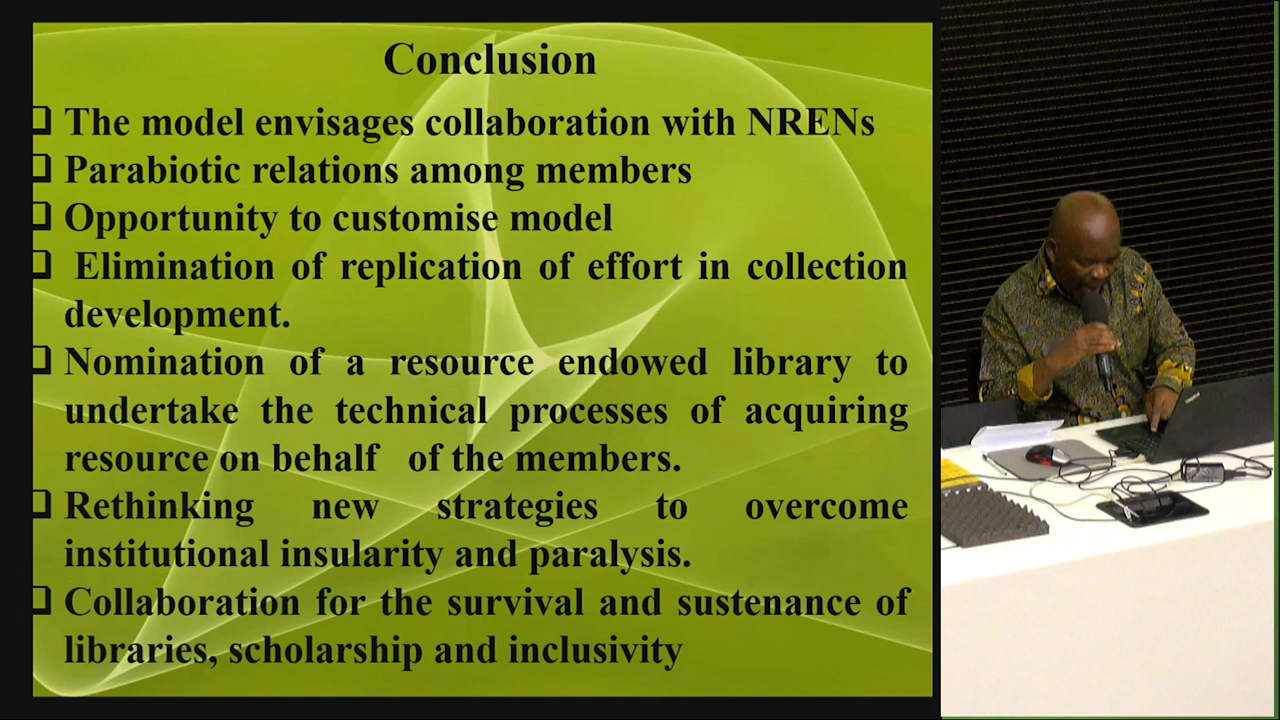 Conclusion
The model envisages collaboration with NRENs
Parabiotic relations among members
Opportunity to customise model
Elimination of replication of effort in collection
development.
Nomination of a resource endowed library to
undertake the technical processes of acquiring
resource on behalf of the members.
Rethinking new strategies to overcome
institutional insularity and paralysis.
Collaboration for the survival and sustenance of
libraries, scholarship and inclusivity